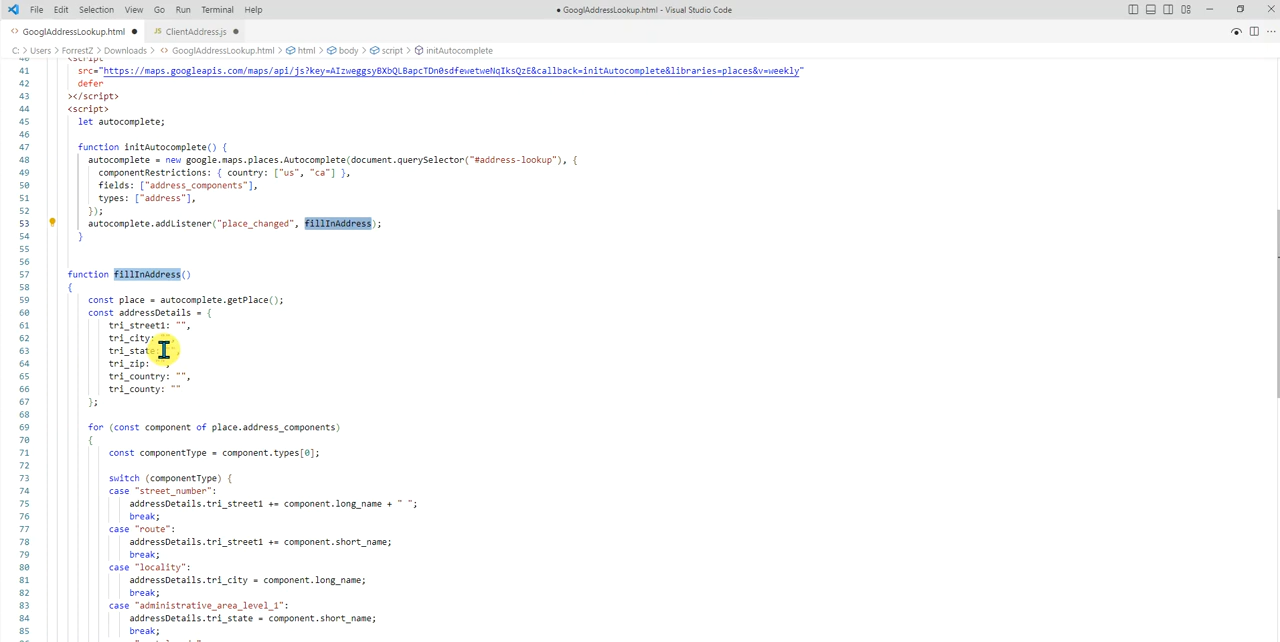 File Edit Selection View Go Run Terminal Help
● GooglAddressLookup.html - Visual Studio Code
<> GooglAddressLookup.html ● JS ClientAddress.js ●
C: > Users > ForrestZ > Downloads > <> GooglAddressLookup.html > html > body > script > initAutocomplete
40 <script
41 src="https://maps.googleapis.com/maps/api/js?key=AIzweggsyBXbQLBapcTDn0sdfewetweNqIksQzE&callback=initAutocomplete&libraries=places&v=weekly"
42 defer
43 ></script>
44 <script>
45 let autocomplete;
46
47 function initAutocomplete() {
48 autocomplete = new google.maps.places.Autocomplete(document.querySelector("#address-lookup"), {
49 componentRestrictions: { country: ["us", "ca"] },
50 fields: ["address_components"],
51 types: ["address"],
52 });
53 autocomplete.addListener("place_changed", fillInAddress);
54 }
55
56
57 function fillInAddress()
58 {
59 const place = autocomplete.getPlace();
60 const addressDetails = {
61 tri_street1: "",
62 tri_city: "",
63 tri_state: "",
64 tri_zip: "",
65 tri_country: "",
66 tri_county: ""
67 };
68
69 for (const component of place.address_components)
70 {
71 const componentType = component.types[0];
72
73 switch (componentType) {
74 case "street_number":
75 addressDetails.tri_street1 += component.long_name + " ";
76 break;
77 case "route":
78 addressDetails.tri_street1 += component.short_name;
79 break;
80 case "locality":
81 addressDetails.tri_city = component.long_name;
82 break;
83 case "administrative_area_level_1":
84 addressDetails.tri_state = component.short_name;
85 break;